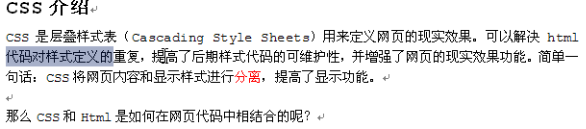 CSS 介绍
CSS 是层叠样式表（Cascading Style Sheets）用来定义网页的现实效果。可以解决 html
代码对样式定义的重复，提高了后期样式代码的可维护性，并增强了网页的现实效果功能。简单一
句话：CSS 将网页内容和显示样式进行分离，提高了显示功能。
那么 CSS 和 Html 是如何在网页代码中相结合的呢？